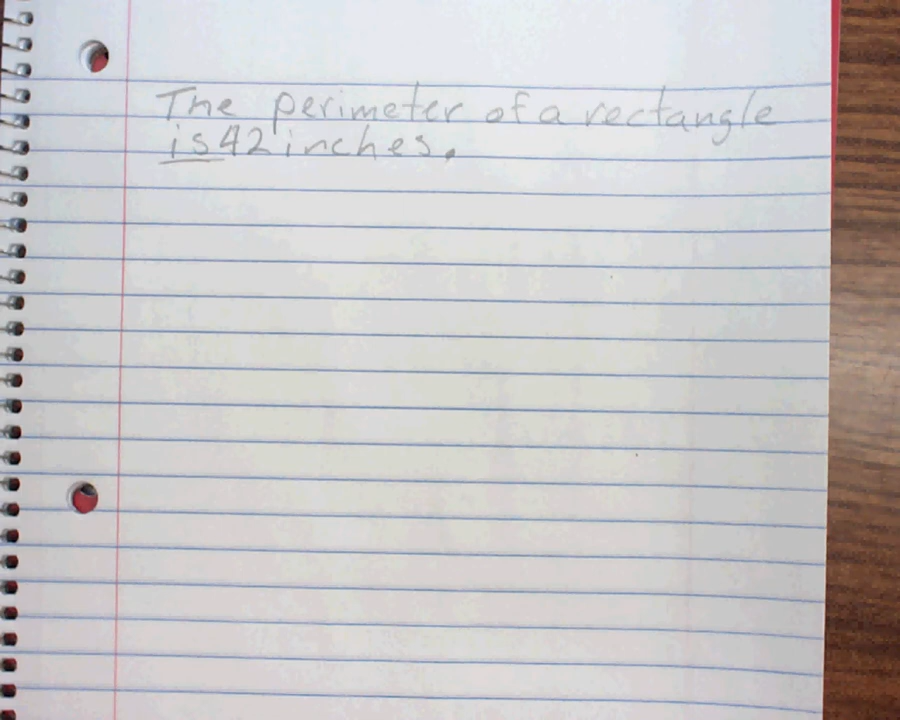 The perimeter of a rectangle
is 42 inches.